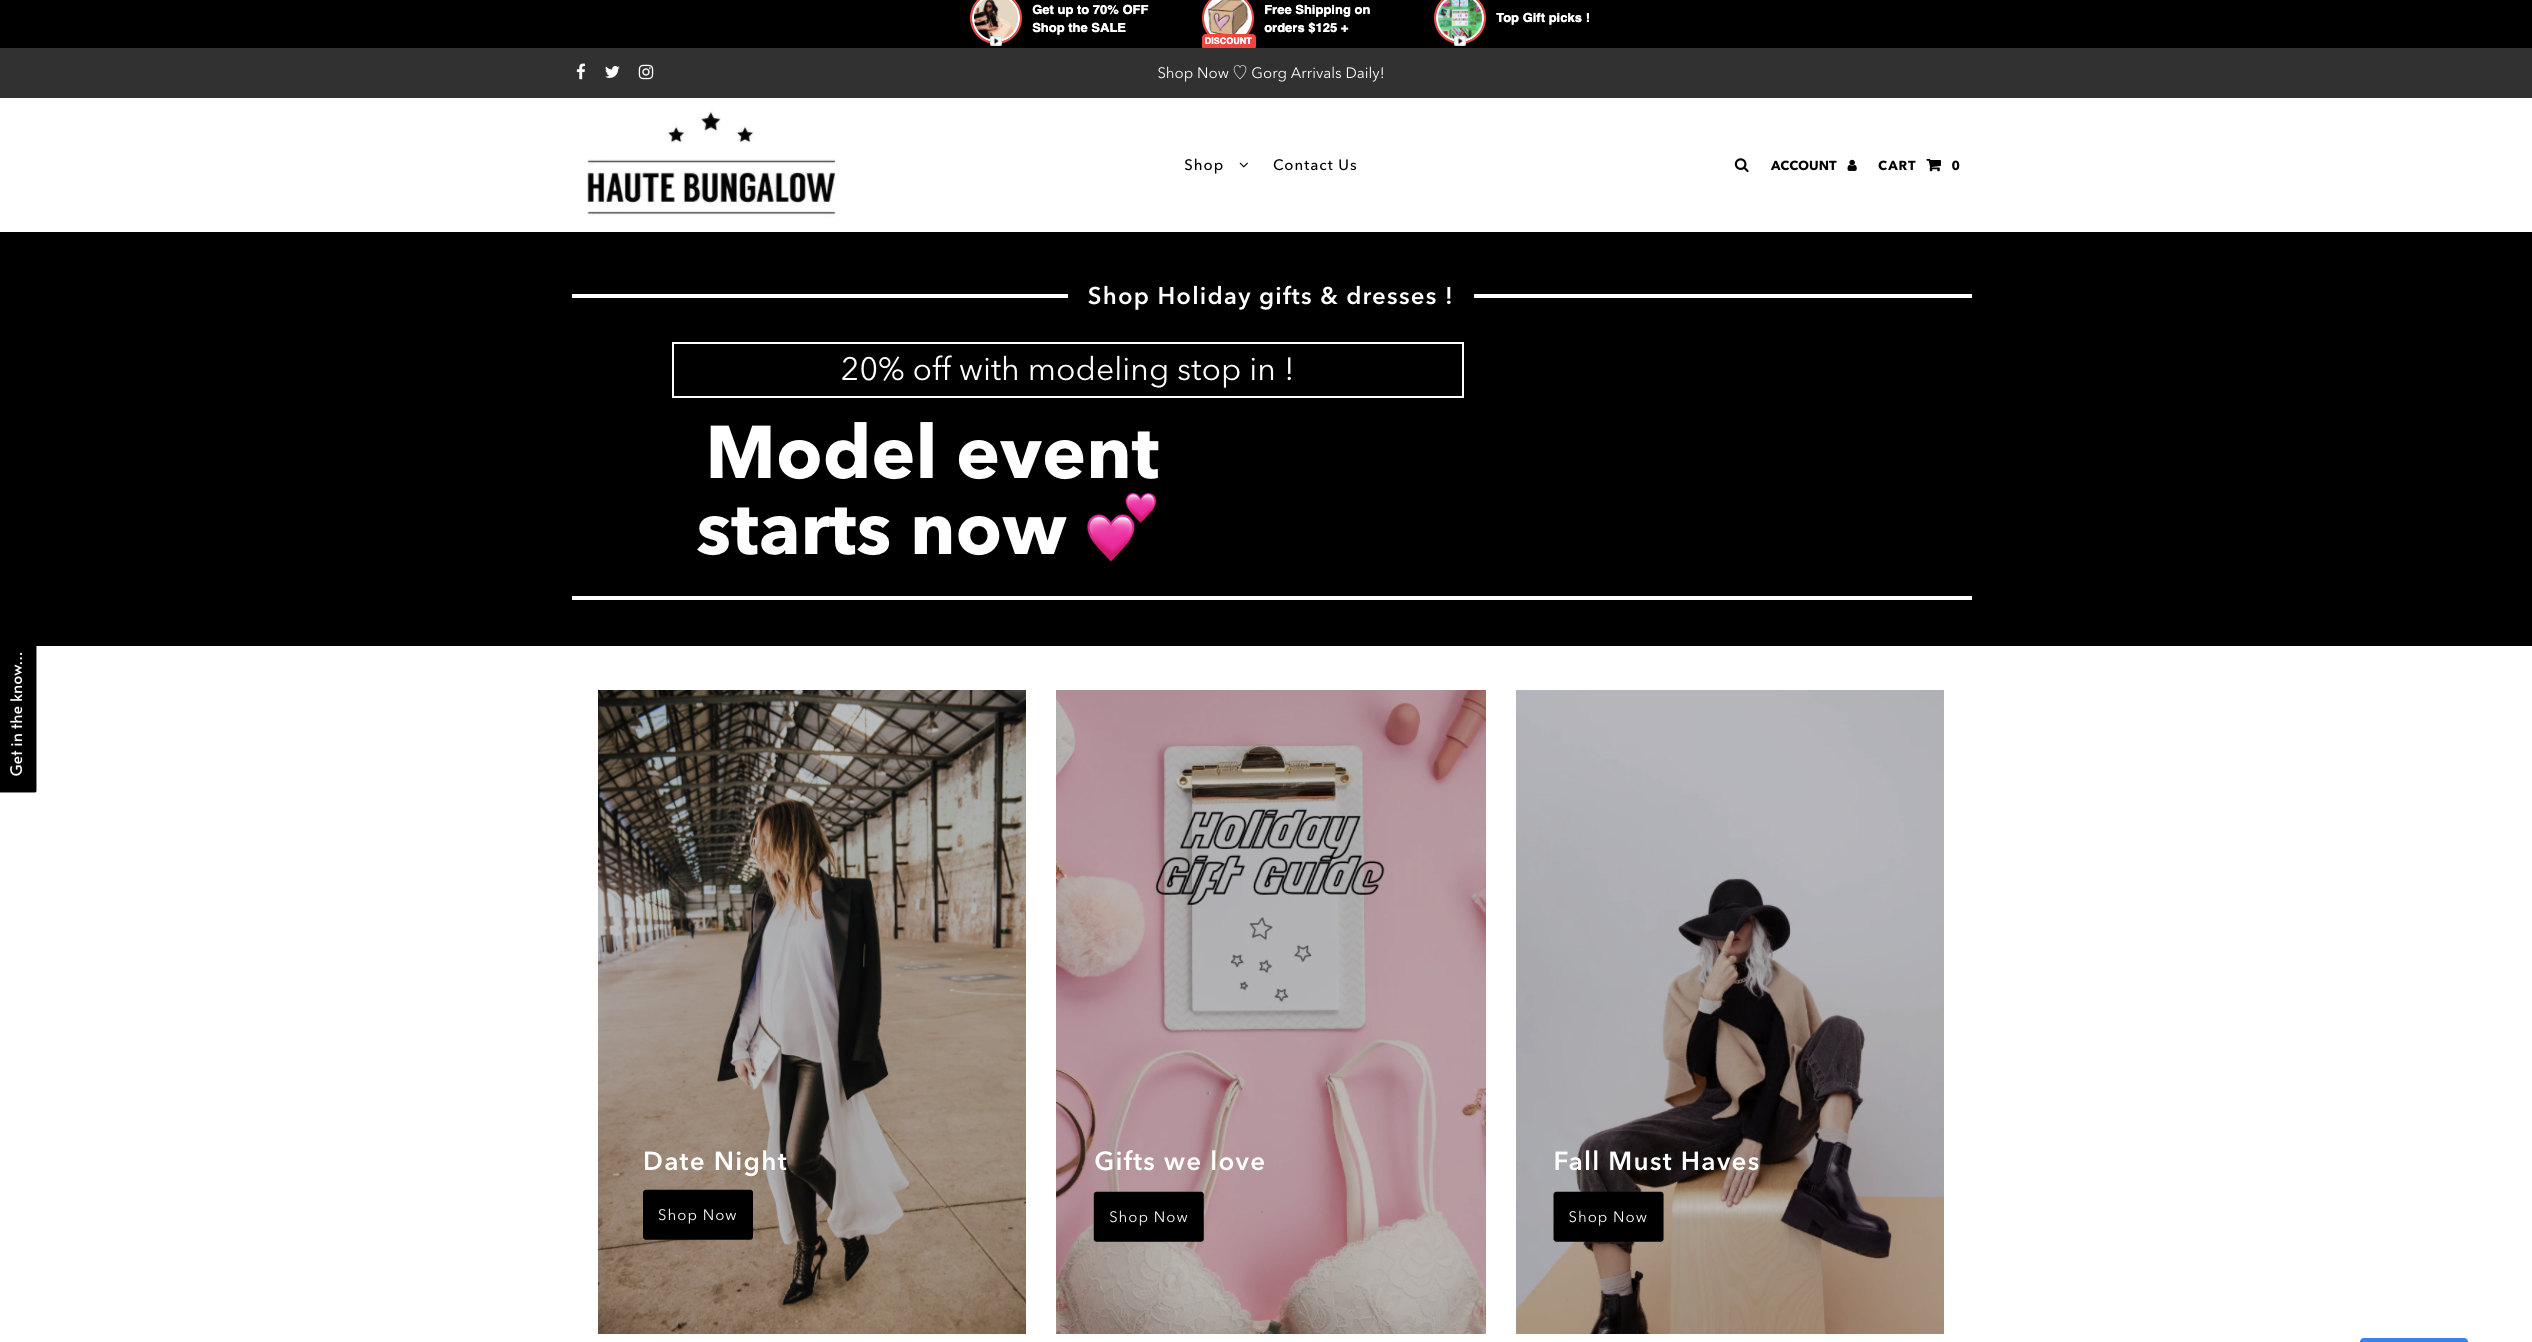 Get up to 70% OFF
Shop the SALE
DISCOUNT
Free Shipping on
orders $125 +
Top Gift picks !
Shop Now ♡ Gorg Arrivals Daily!
HAUTE BUNGALOW
Shop
Contact Us
ACCOUNT
CART 0
Shop Holiday gifts & dresses !
20% off with modeling stop in !
Model event
starts now 💕
Get in the know...
Holiday
Gift Guide
Date Night
Shop Now
Gifts we love
Shop Now
Fall Must Haves
Shop Now